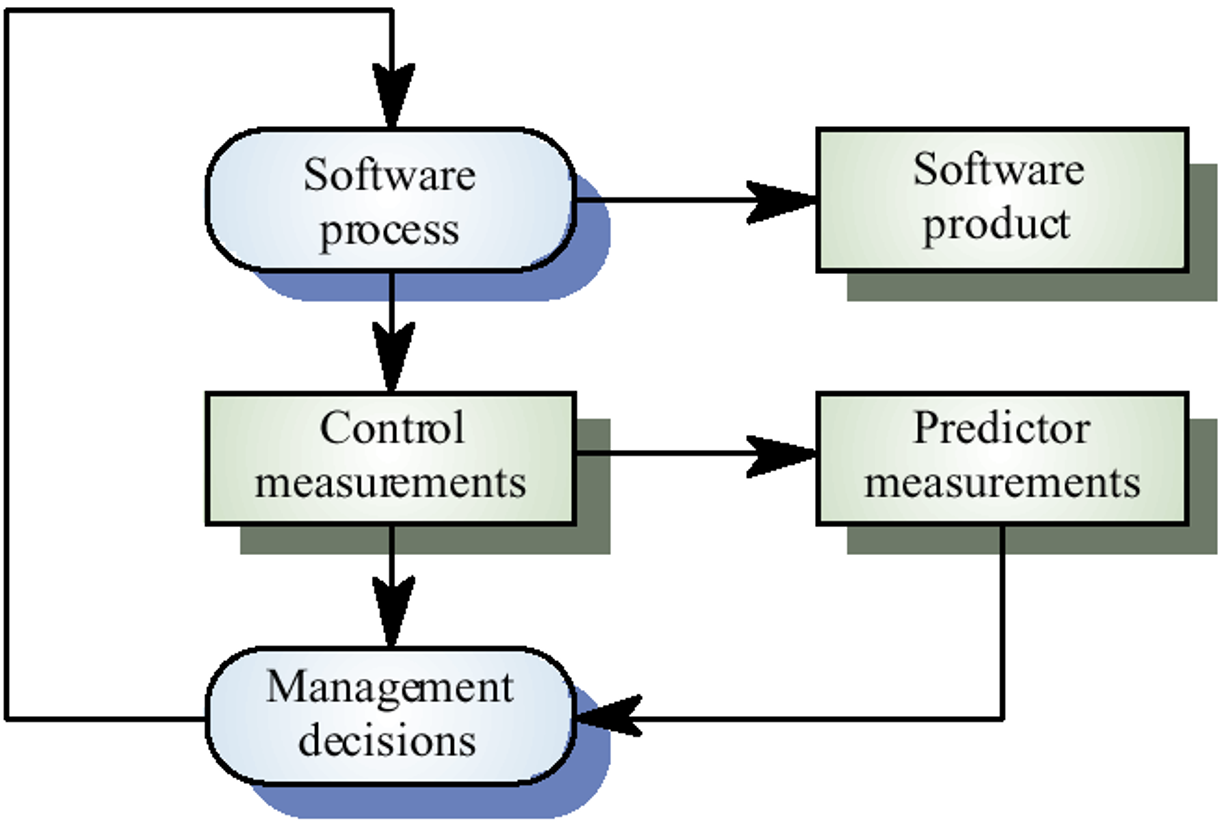 Software
process
Software
product
Control
measurements
Predictor
measurements
Management
decisions